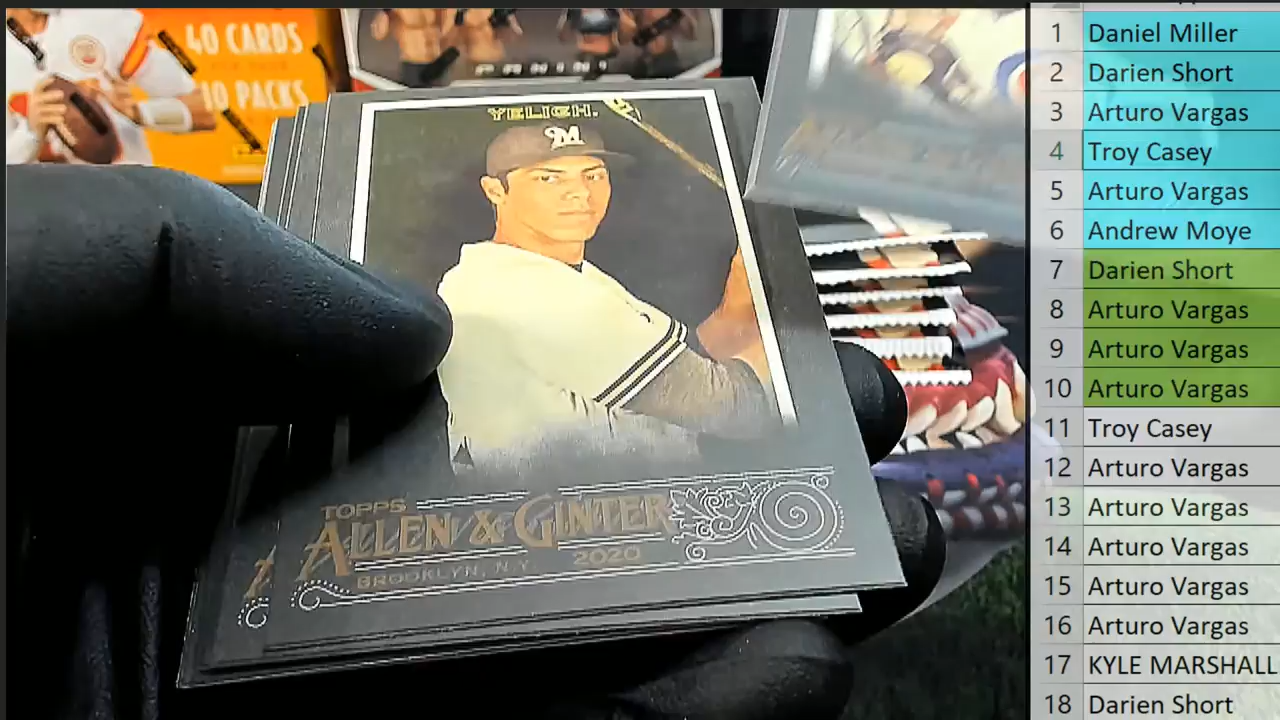 40 CARDS
10 PACKS
PANINI
YELICH.
M
TOPPS
ALLEN & GINTER
BROOKLYN, N.Y. 2020
1 Daniel Miller
2 Darien Short
3 Arturo Vargas
4 Troy Casey
5 Arturo Vargas
6 Andrew Moye
7 Darien Short
8 Arturo Vargas
9 Arturo Vargas
10 Arturo Vargas
11 Troy Casey
12 Arturo Vargas
13 Arturo Vargas
14 Arturo Vargas
15 Arturo Vargas
16 Arturo Vargas
17 KYLE MARSHALL
18 Darien Short